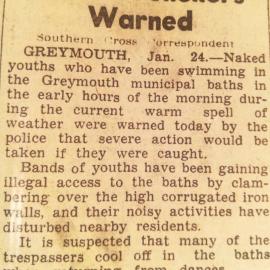 Warned
Southern Cross Correspondent
GREYMOUTH, Jan. 24.—Naked
youths who have been swimming in
the Greymouth municipal baths in
the early hours of the morning dur-
ing the current warm spell of
weather were warned today by the
police that severe action would be
taken if they were caught.
Bands of youths have been gaining
illegal access to the baths by clam-
bering over the high corrugated iron
walls, and their noisy activities have
disturbed nearby residents.
It is suspected that many of the
trespassers cool off in the baths
returning from dances